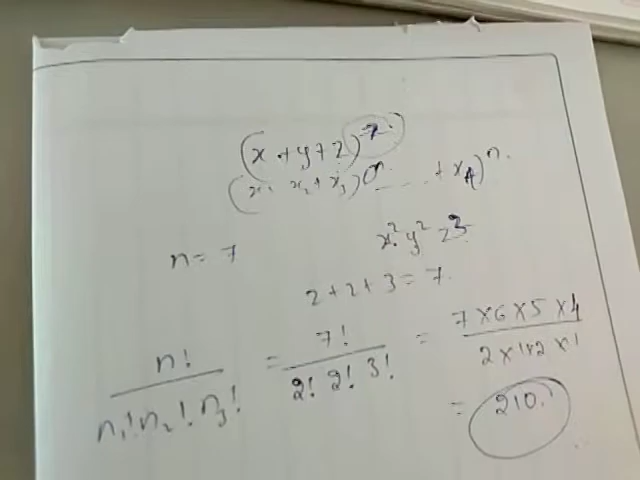 (x + y + z)^7
(x₁ x₂ + x₃) ... + x₄)^n.
n = 7
x² y² z³
2 + 2 + 3 = 7.
n! / n₁! n₂! n₃! = 7! / 2! 2! 3! = 7 × 6 × 5 × 4 / 2 × 1 × 2 × 1
= 210.